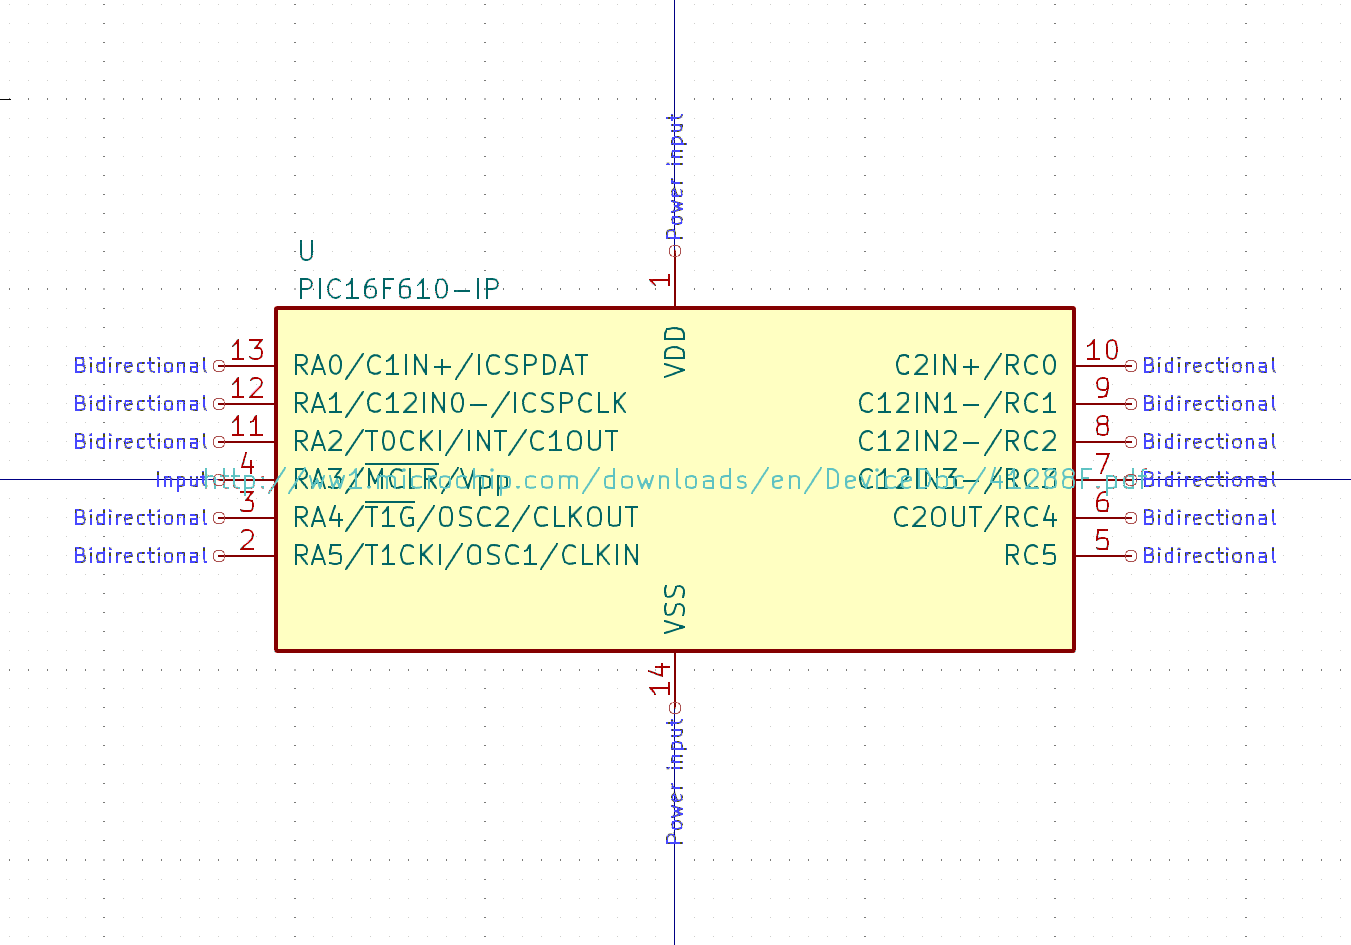 Power input
U
1
PIC16F610-IP
VDD
Bidirectional 13 RA0/C1IN+/ICSPDAT C2IN+/RC0 10 Bidirectional
Bidirectional 12 RA1/C12IN0-/ICSPCLK C12IN1-/RC1 9 Bidirectional
Bidirectional 11 RA2/T0CKI/INT/C1OUT C12IN2-/RC2 8 Bidirectional
Input 4 RA3/MCLR/Vpp C12IN3-/RC3 7 Bidirectional
http://ww1.microchip.com/downloads/en/DeviceDoc/41288F.pdf
Bidirectional 3 RA4/T1G/OSC2/CLKOUT C2OUT/RC4 6 Bidirectional
Bidirectional 2 RA5/T1CKI/OSC1/CLKIN RC5 5 Bidirectional
VSS
14
Power input